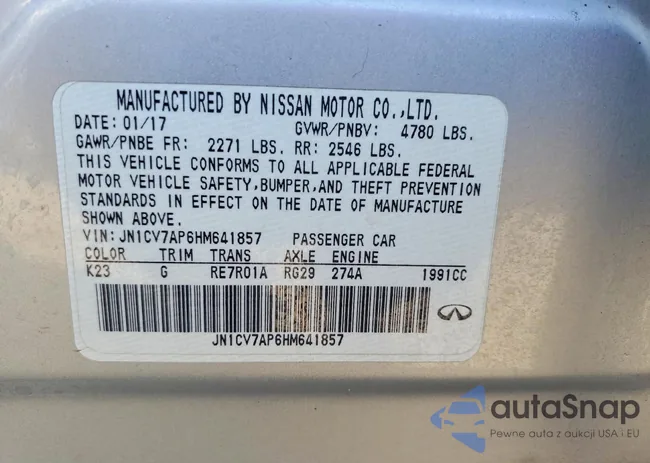 MANUFACTURED BY NISSAN MOTOR CO.,LTD.
DATE: 01/17 GVWR/PNBV: 4780 LBS.
GAWR/PNBE FR: 2271 LBS. RR: 2546 LBS.
THIS VEHICLE CONFORMS TO ALL APPLICABLE FEDERAL
MOTOR VEHICLE SAFETY,BUMPER,AND THEFT PREVENTION
STANDARDS IN EFFECT ON THE DATE OF MANUFACTURE
SHOWN ABOVE.
VIN: JN1CV7AP6HM641857 PASSENGER CAR
COLOR TRIM TRANS AXLE ENGINE
K23 G RE7R01A RG29 274A 1991CC
JN1CV7AP6HM641857
autoSnap
Pewne auta z aukcji USA i EU